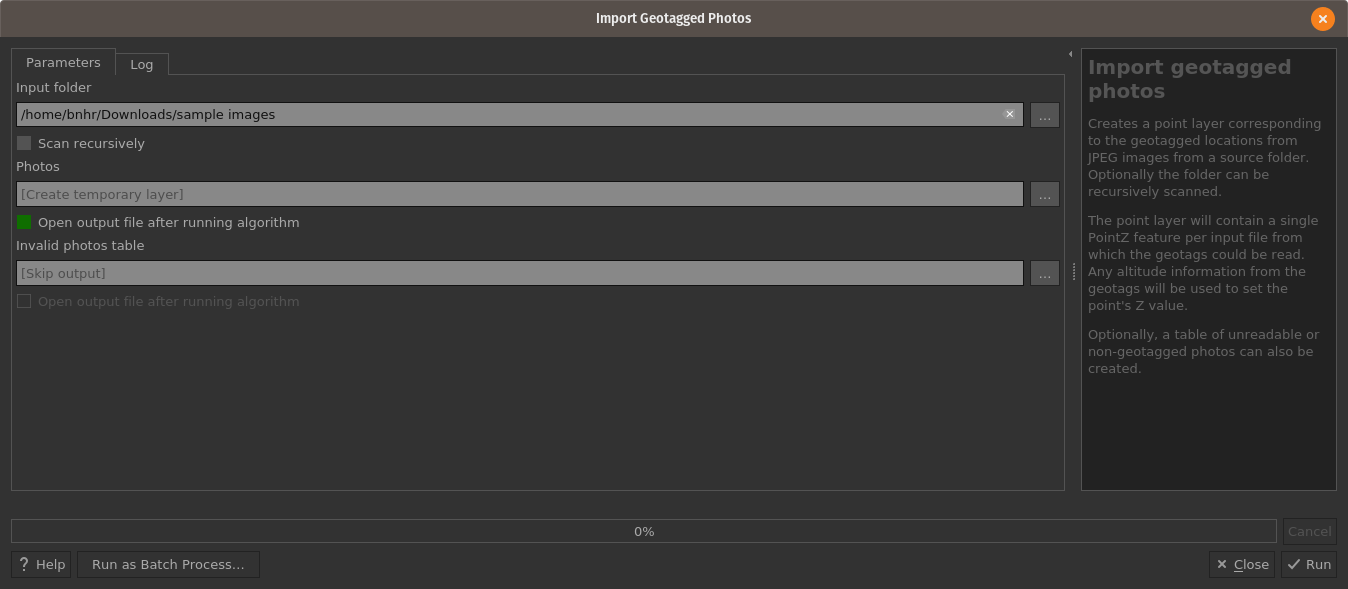 Import Geotagged Photos
Parameters
Log
Input folder
/home/bnhr/Downloads/sample images
...
Scan recursively
Photos
[Create temporary layer]
...
Open output file after running algorithm
Invalid photos table
[Skip output]
...
Open output file after running algorithm
Import geotagged
photos
Creates a point layer corresponding
to the geotagged locations from
JPEG images from a source folder.
Optionally the folder can be
recursively scanned.
The point layer will contain a single
PointZ feature per input file from
which the geotags could be read.
Any altitude information from the
geotags will be used to set the
point's Z value.
Optionally, a table of unreadable or
non-geotagged photos can also be
created.
0%
Cancel
? Help
Run as Batch Process...
Close
Run